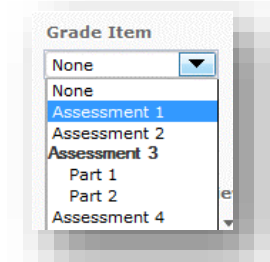 Grade Item
None
None
Assessment 1
Assessment 2
Assessment 3
Part 1
Part 2
Assessment 4